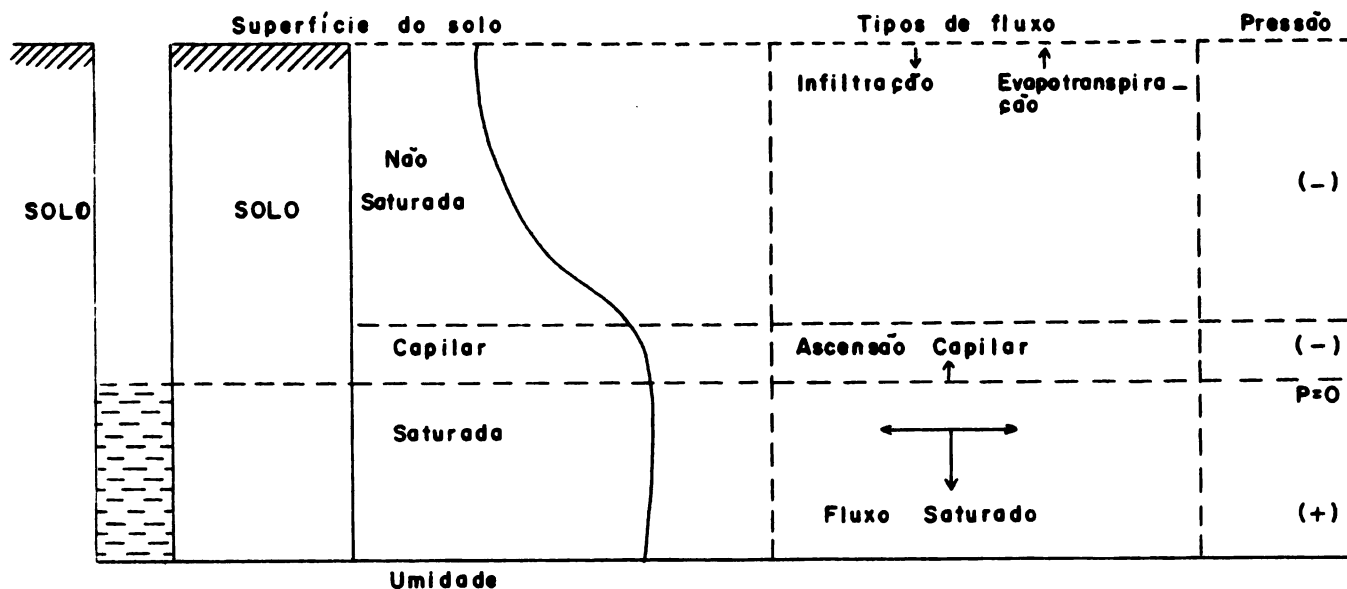 Superfície do solo
Tipos de fluxo
Pressão
Infiltração
Evapotranspira-
ção
Não
Saturada
(-)
SOLO
SOLO
Capilar
Ascensão Capilar
(-)
P=0
Saturada
Fluxo Saturado
(+)
Umidade